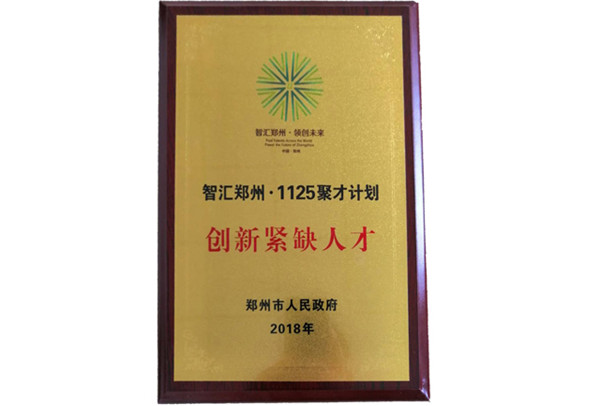 智汇郑州·领创未来
智汇郑州·1125聚才计划
创新紧缺人才
郑州市人民政府
2018年